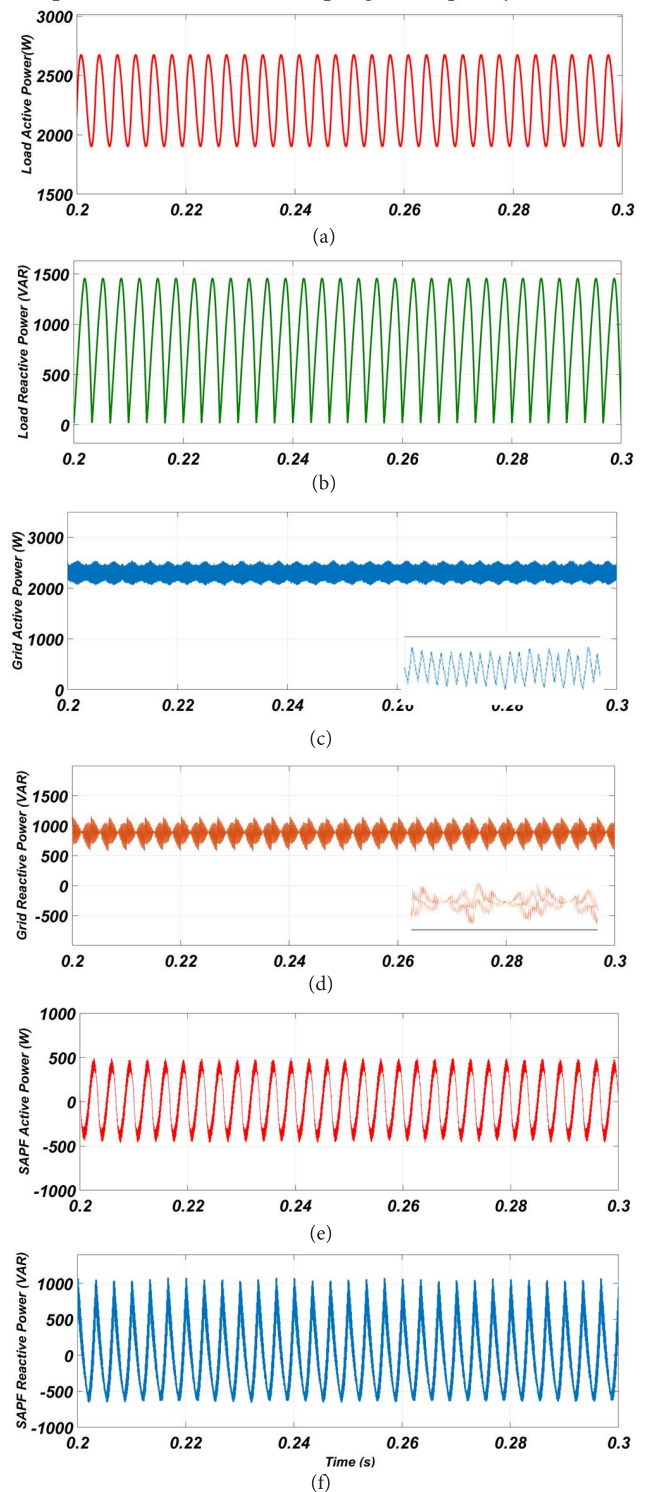 3000
2500
2000
1500
Load Active Power(W)
0.2 0.22 0.24 0.26 0.28 0.3
(a)
1500
1000
500
0
Load Reactive Power (VAR)
0.2 0.22 0.24 0.26 0.28 0.3
(b)
3000
2000
1000
0
Grid Active Power (W)
0.2 0.22 0.24 0.28 0.3
(c)
1500
1000
500
0
-500
Grid Reactive Power (VAR)
0.2 0.22 0.24 0.26 0.28 0.3
(d)
1000
500
0
-500
-1000
SAPF Active Power (W)
0.2 0.22 0.24 0.26 0.28 0.3
(e)
1000
500
0
-500
-1000
SAPF Reactive Power (VAR)
0.2 0.22 0.24 0.26 0.28 0.3
Time (s)
(f)